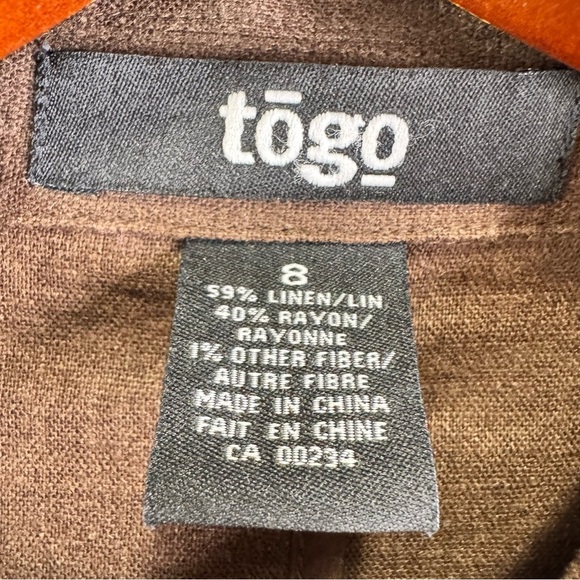 tōgo
8
59% LINEN/LIN
40% RAYON/
RAYONNE
1% OTHER FIBER/
AUTRE FIBRE
MADE IN CHINA
FAIT EN CHINE
CA 00234